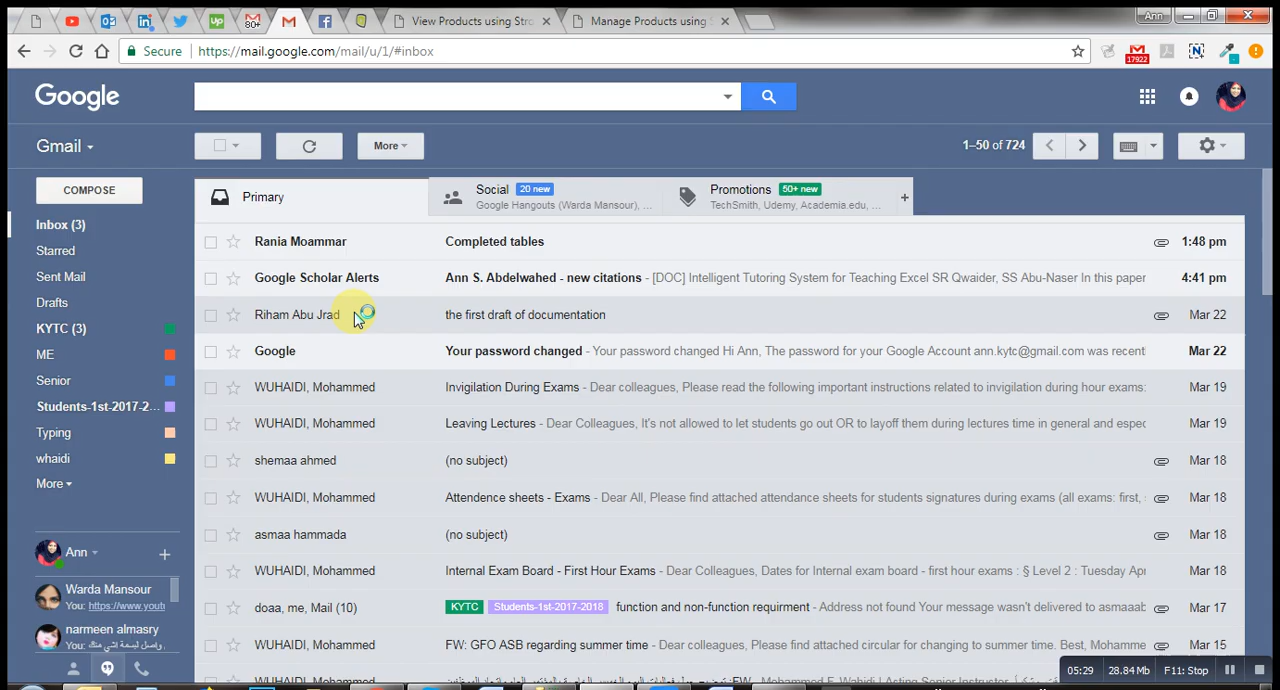 80+
View Products using Stro
Manage Products using
Ann
Secure
https://mail.google.com/mail/u/1/#inbox
17922
Google
Gmail
More
1–50 of 724
COMPOSE
Primary
Social 20 new
Google Hangouts (Warda Mansour), ...
Promotions 50+ new
TechSmith, Udemy, Academia.edu, ...
+
Inbox (3)
Starred
Sent Mail
Drafts
KYTC (3)
ME
Senior
Students-1st-2017-2...
Typing
whaidi
More
Rania Moammar Completed tables 1:48 pm
Google Scholar Alerts Ann S. Abdelwahed - new citations - [DOC] Intelligent Tutoring System for Teaching Excel SR Qwaider, SS Abu-Naser In this paper 4:41 pm
Riham Abu Jrad the first draft of documentation Mar 22
Google Your password changed - Your password changed Hi Ann, The password for your Google Account ann.kytc@gmail.com was recentl Mar 22
WUHAIDI, Mohammed Invigilation During Exams - Dear colleagues, Please read the following important instructions related to invigilation during hour exams: Mar 19
WUHAIDI, Mohammed Leaving Lectures - Dear Colleagues, It's not allowed to let students go out OR to layoff them during lectures time in general and espec Mar 19
shemaa ahmed (no subject) Mar 18
WUHAIDI, Mohammed Attendence sheets - Exams - Dear All, Please find attached attendance sheets for students signatures during exams (all exams: first, Mar 18
asmaa hammada (no subject) Mar 18
WUHAIDI, Mohammed Internal Exam Board - First Hour Exams - Dear Colleagues, Dates for Internal exam board - first hour exams : § Level 2 : Tuesday Apr Mar 18
doaa, me, Mail (10) KYTC Students-1st-2017-2018 function and non-function requirment - Address not found Your message wasn't delivered to asmaaab Mar 17
WUHAIDI, Mohammed FW: GFO ASB regarding summer time - Dear colleagues, Please find attached circular for changing to summer time. Best, Mohamme Mar 15
Ann
Warda Mansour
You: https://www.yout
narmeen almasry
You:
05:29 28.84 MB F11: Stop